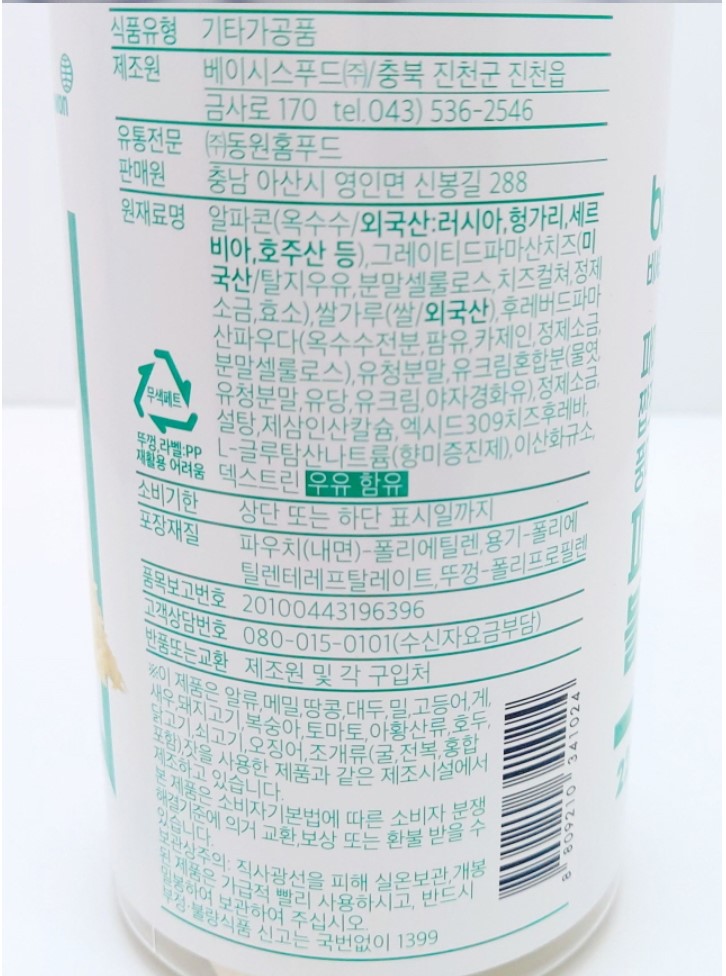 식품유형 기타가공품
제조원 베이시스푸드㈜/충북 진천군 진천읍
금사로 170 tel.043) 536-2546
유통전문 ㈜동원홈푸드
판매원 충남 아산시 영인면 신봉길 288
원재료명 알파콘(옥수수/외국산:러시아,헝가리,세르
비아,호주산 등),그레이티드파마산치즈(미
국산/탈지우유,분말셀룰로스,치즈컬쳐,정제
소금,효소),쌀가루(쌀/외국산),후레버드파마
산파우다(옥수수전분,팜유,카제인,정제소금,
분말셀룰로스),유청분말,유크림혼합분(물엿,
유청분말,유당,유크림,야자경화유),정제소금,
설탕,제삼인산칼슘,엑시드309치즈후레바,
L-글루탐산나트륨(향미증진제),이산화규소,
덱스트린 우유 함유
무색페트
뚜껑,라벨:PP
재활용 어려움
소비기한 상단 또는 하단 표시일까지
포장재질 파우치(내면)-폴리에틸렌,용기-폴리에
틸렌테레프탈레이트,뚜껑-폴리프로필렌
품목보고번호 20100443196396
고객상담번호 080-015-0101(수신자요금부담)
반품또는교환 제조원 및 각 구입처
※이 제품은 알류,메밀,땅콩,대두,밀,고등어,게,
새우,돼지고기,복숭아,토마토,아황산류,호두,
닭고기,쇠고기,오징어,조개류(굴,전복,홍합
포함),잣을 사용한 제품과 같은 제조시설에서
제조하고 있습니다.
본 제품은 소비자기본법에 따른 소비자 분쟁
해결기준에 의거 교환,보상 또는 환불 받을 수
있습니다.
보관상주의: 직사광선을 피해 실온보관,개봉
된 제품은 가급적 빨리 사용하시고, 반드시
밀봉하여 보관하여 주십시오.
부정·불량식품 신고는 국번없이 1399
8 809210 341024